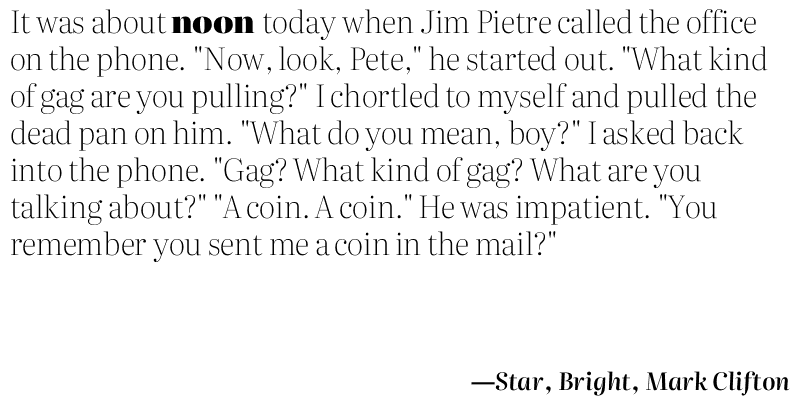 It was about noon today when Jim Pietre called the office
on the phone. "Now, look, Pete," he started out. "What kind
of gag are you pulling?" I chortled to myself and pulled the
dead pan on him. "What do you mean, boy?" I asked back
into the phone. "Gag? What kind of gag? What are you
talking about?" "A coin. A coin." He was impatient. "You
remember you sent me a coin in the mail?"
—Star, Bright, Mark Clifton